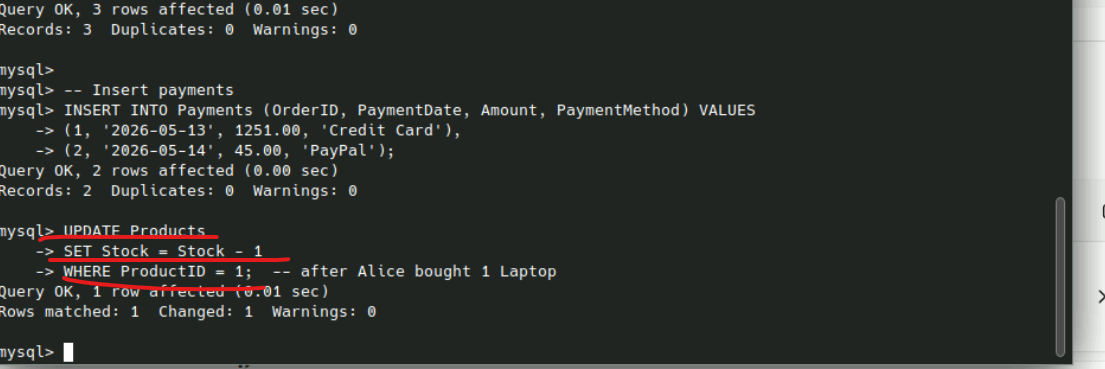 Query OK, 3 rows affected (0.01 sec)
Records: 3  Duplicates: 0  Warnings: 0
mysql>
mysql> -- Insert payments
mysql> INSERT INTO Payments (OrderID, PaymentDate, Amount, PaymentMethod) VALUES
    -> (1, '2026-05-13', 1251.00, 'Credit Card'),
    -> (2, '2026-05-14', 45.00, 'PayPal');
Query OK, 2 rows affected (0.00 sec)
Records: 2  Duplicates: 0  Warnings: 0
mysql> UPDATE Products
    -> SET Stock = Stock - 1
    -> WHERE ProductID = 1;  -- after Alice bought 1 Laptop
Query OK, 1 row affected (0.01 sec)
Rows matched: 1  Changed: 1  Warnings: 0
mysql>